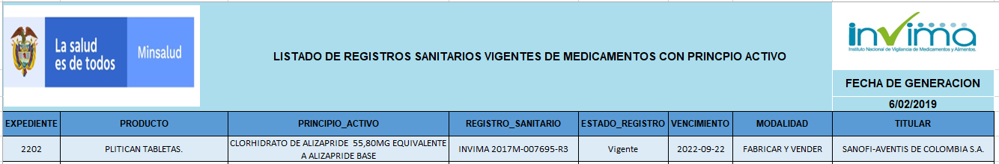 La salud
es de todos
Minsalud
LISTADO DE REGISTROS SANITARIOS VIGENTES DE MEDICAMENTOS CON PRINCPIO ACTIVO
invima
Instituto Nacional de Vigilancia de Medicamentos y Alimentos.
FECHA DE GENERACION
6/02/2019
EXPEDIENTE PRODUCTO PRINCIPIO_ACTIVO REGISTRO_SANITARIO ESTADO_REGISTRO VENCIMIENTO MODALIDAD TITULAR
2202 PLITICAN TABLETAS. CLORHIDRATO DE ALIZAPRIDE 55,80MG EQUIVALENTE
A ALIZAPRIDE BASE INVIMA 2017M-007695-R3 Vigente 2022-09-22 FABRICAR Y VENDER SANOFI-AVENTIS DE COLOMBIA S.A.